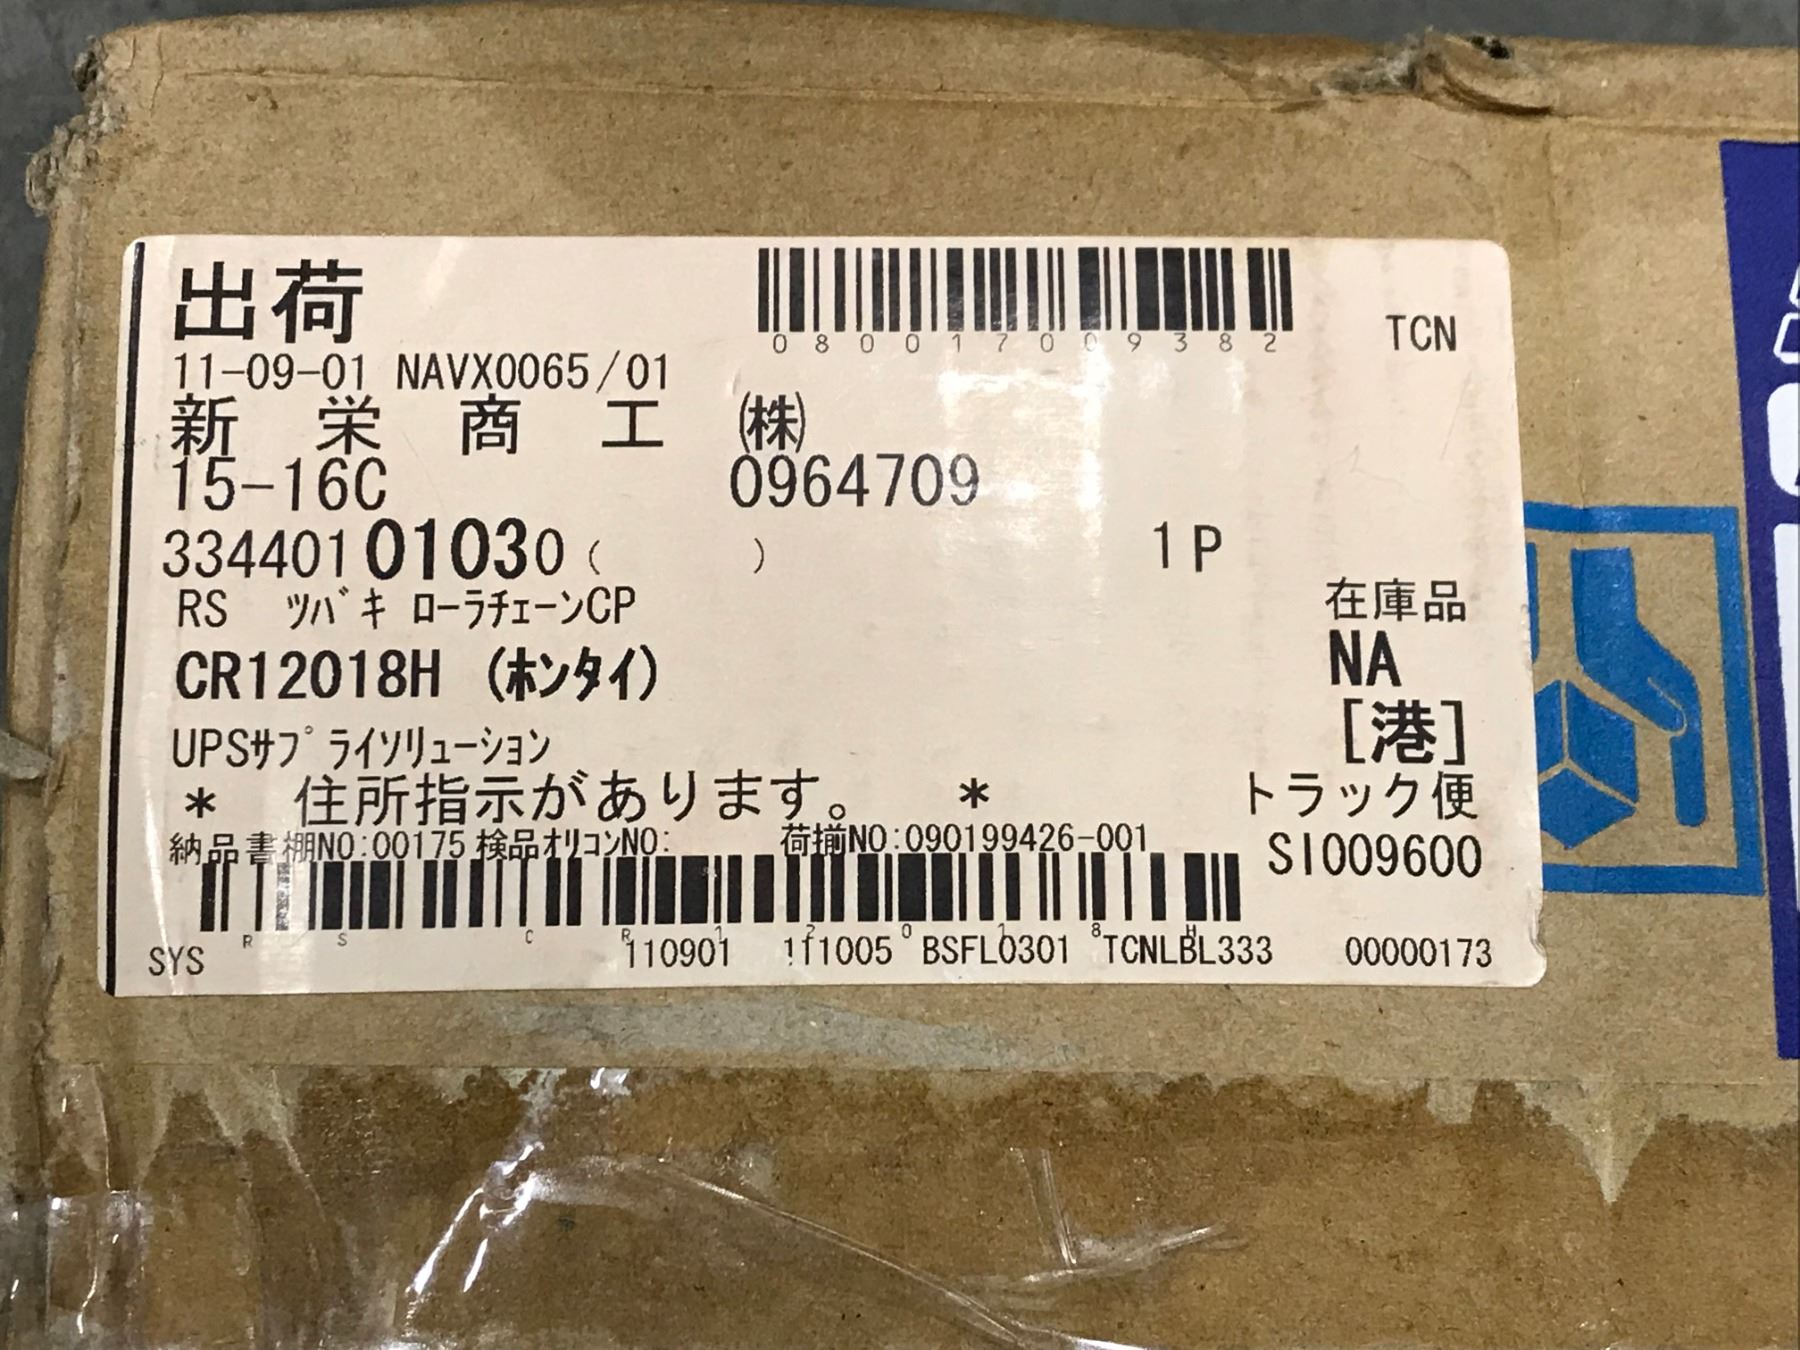 出荷
080017009382
TCN
11-09-01 NAVX0065/01
新 栄 商 工 ㈱
15-16C 0964709
334401 01030 ( ) 1P
RS ﾂﾊﾞｷ ﾛｰﾗﾁｪｰﾝCP 在庫品
CR12018H (ﾎﾝﾀｲ) NA
UPSｻﾌﾟﾗｲｿﾘｭｰｼｮﾝ [港]
* 住所指示があります。 * トラック便
納品書棚NO:00175 検品ｵﾘｺﾝNO: 荷揃NO:090199426-001
SI009600
RS CR12018H
SYS 110901 111005 BSFL0301 TCNLBL333 00000173